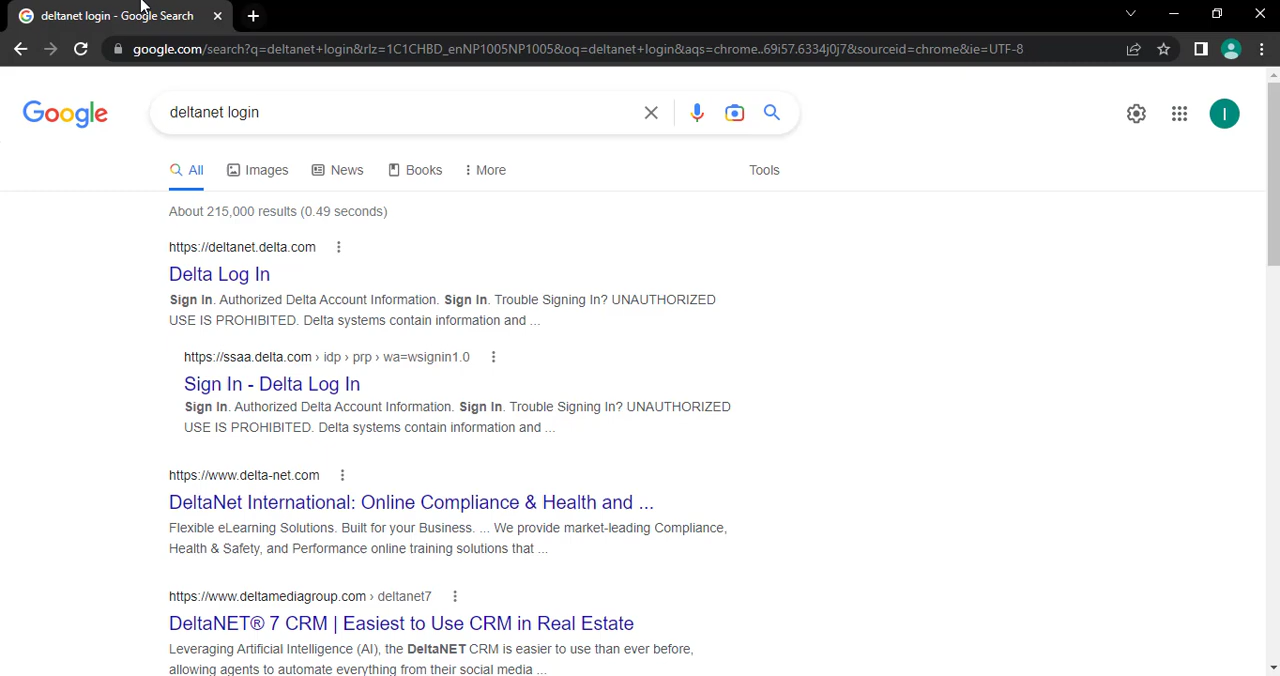 deltanet login - Google Search
google.com/search?q=deltanet+login&rlz=1C1CHBD_enNP1005NP1005&oq=deltanet+login&aqs=chrome..69i57.6334j0j7&sourceid=chrome&ie=UTF-8
Google
deltanet login
I
All
Images
News
Books
More
Tools
About 215,000 results (0.49 seconds)
https://deltanet.delta.com
Delta Log In
Sign In. Authorized Delta Account Information. Sign In. Trouble Signing In? UNAUTHORIZED
USE IS PROHIBITED. Delta systems contain information and ...
https://ssaa.delta.com › idp › prp › wa=wsignin1.0
Sign In - Delta Log In
Sign In. Authorized Delta Account Information. Sign In. Trouble Signing In? UNAUTHORIZED
USE IS PROHIBITED. Delta systems contain information and ...
https://www.delta-net.com
DeltaNet International: Online Compliance & Health and ...
Flexible eLearning Solutions. Built for your Business. ... We provide market-leading Compliance,
Health & Safety, and Performance online training solutions that ...
https://www.deltamediagroup.com › deltanet7
DeltaNET® 7 CRM | Easiest to Use CRM in Real Estate
Leveraging Artificial Intelligence (AI), the DeltaNET CRM is easier to use than ever before,
allowing agents to automate everything from their social media ...